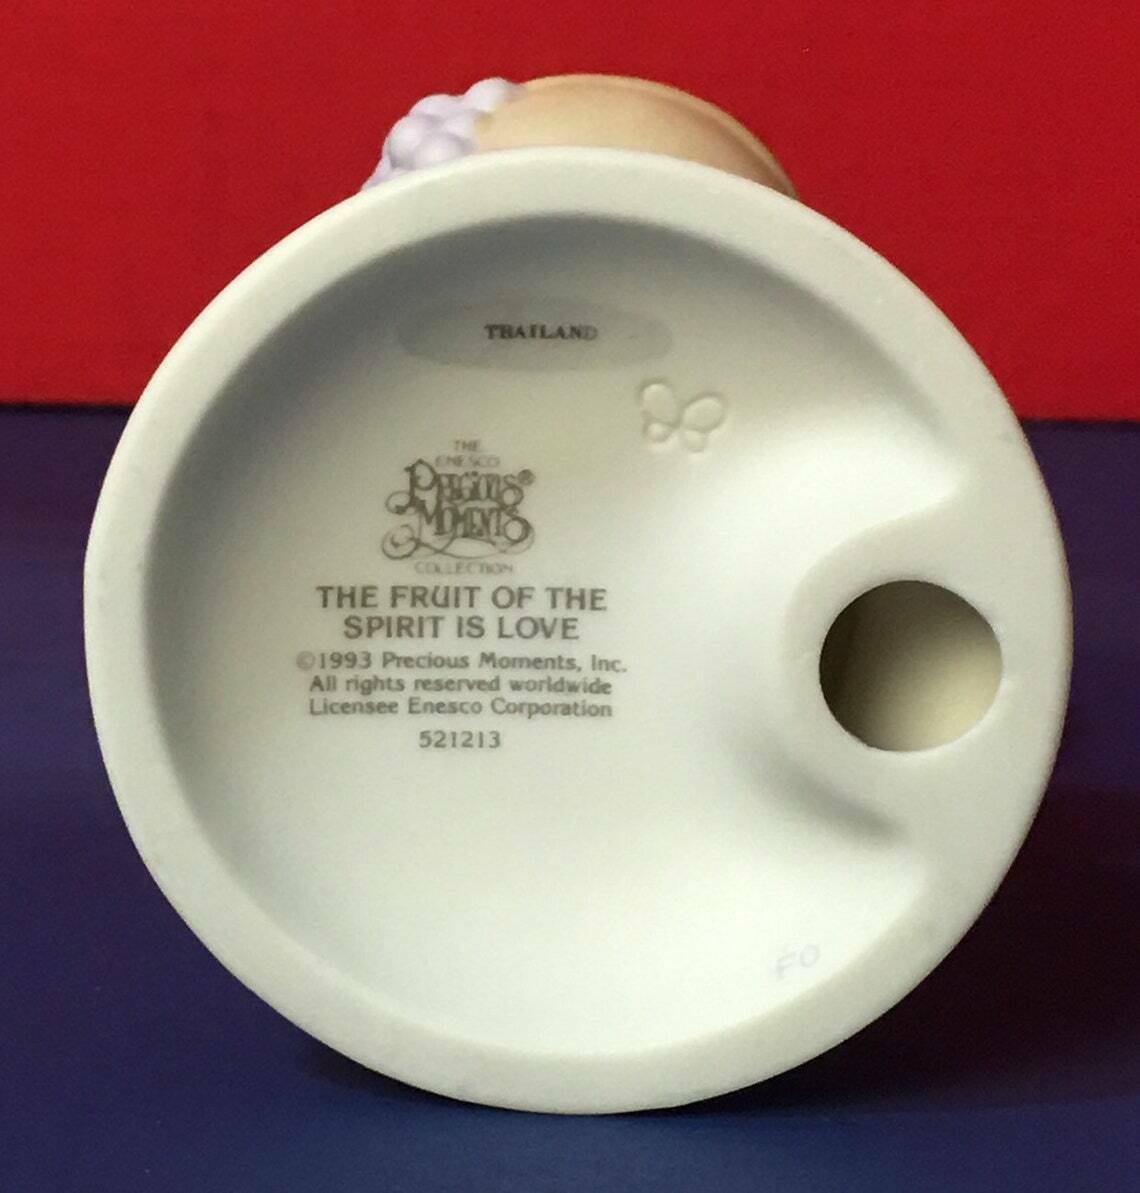 THAILAND
THE
ENESCO
PRECIOUS®
MOMENTS
COLLECTION
THE FRUIT OF THE
SPIRIT IS LOVE
©1993 Precious Moments, Inc.
All rights reserved worldwide
Licensee Enesco Corporation
521213
FO